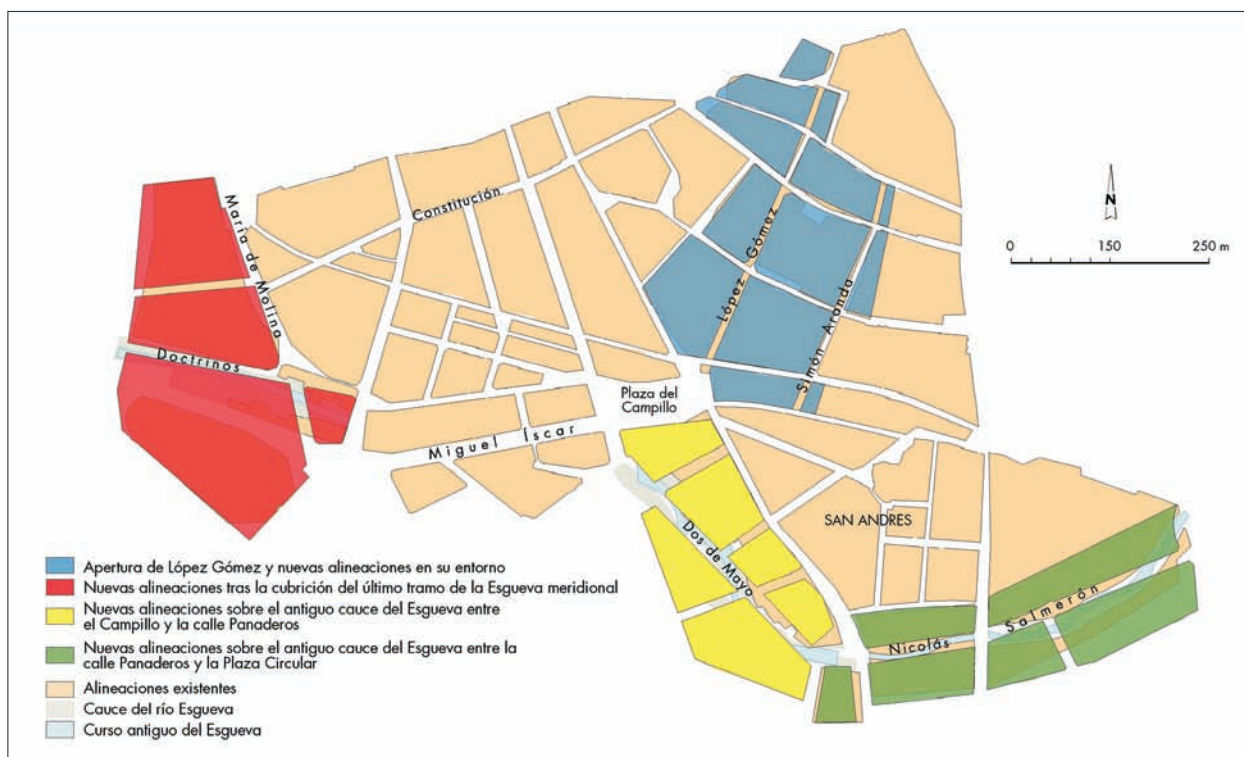 María de Molina
Constitución
López Gómez
Simón Aranda
N
0 150 250 m
Doctrinos
Plaza del
Campillo
Miguel Íscar
Dos de Mayo
SAN ANDRES
Nicolás Salmerón
Apertura de López Gómez y nuevas alineaciones en su entorno
Nuevas alineaciones tras la cubrición del último tramo de la Esgueva meridional
Nuevas alineaciones sobre el antiguo cauce del Esgueva entre
el Campillo y la calle Panaderos
Nuevas alineaciones sobre el antiguo cauce del Esgueva entre la
calle Panaderos y la Plaza Circular
Alineaciones existentes
Cauce del río Esgueva
Curso antiguo del Esgueva